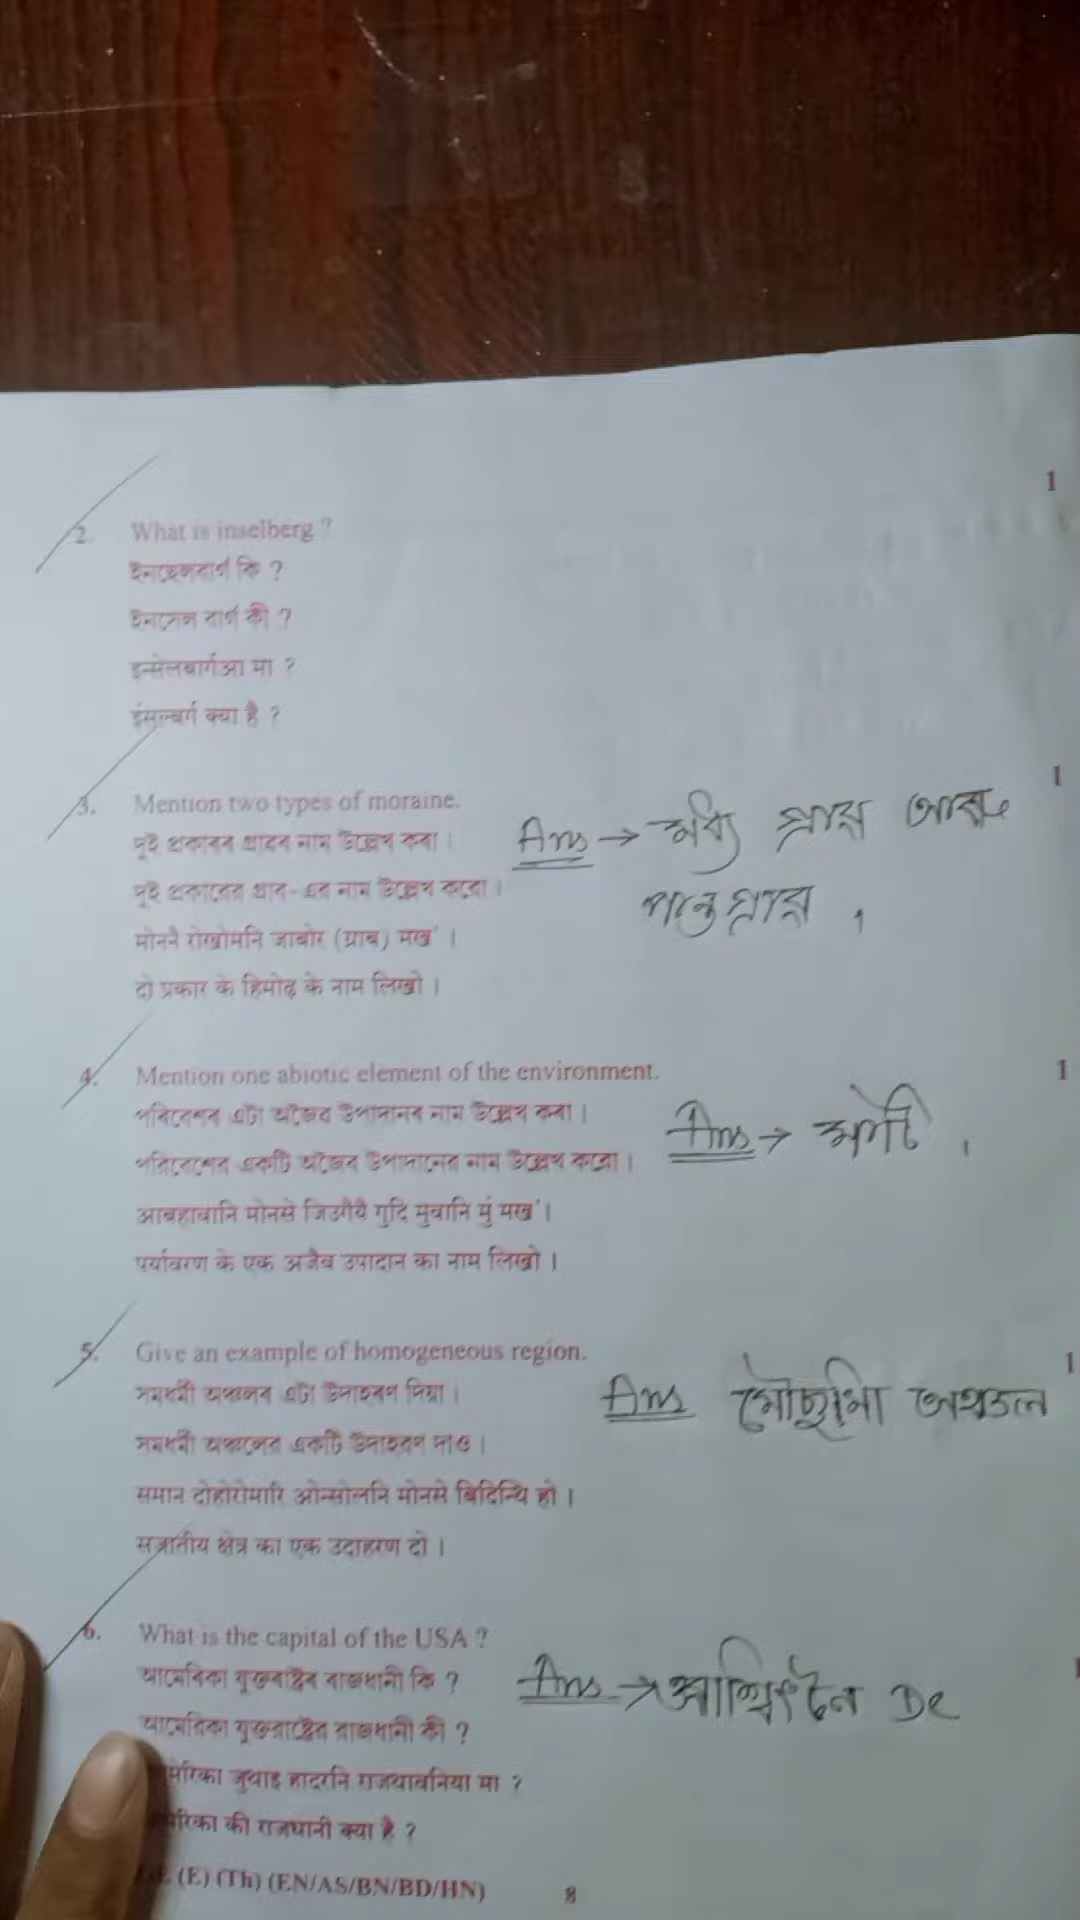 1
2. What is inselberg ?
ইনছেলবাৰ্গ কি ?
ইনসেল বার্গ কী ?
इन्सेलबार्गआ मा ?
इंसल्बर्ग क्या है ?
1
3. Mention two types of moraine.
দুই প্ৰকাৰৰ গ্ৰাবৰ নাম উল্লেখ কৰা ।
দুই প্রকারের গ্রাব-এর নাম উল্লেখ করো ।
मोननै रोखोमनि जाबोर (ग्राब) मख' ।
दो प्रकार के हिमोढ़ के नाम लिखो ।
Ans → মধ্য গ্ৰাৱ আৰু
পাৰ্শ্ব গ্ৰাৱ ।
1
4. Mention one abiotic element of the environment.
পৰিবেশৰ এটা অজৈৱ উপাদানৰ নাম উল্লেখ কৰা ।
পরিবেশের একটি অজৈব উপাদানের নাম উল্লেখ করো ।
आबहावानि मोनसे जिउगैयै गुदि मुवानि मुं मख' ।
पर्यावरण के एक अजैव उपादान का नाम लिखो ।
Ans → মাটি ।
1
5. Give an example of homogeneous region.
সমধৰ্মী অঞ্চলৰ এটা উদাহৰণ দিয়া ।
সমধর্মী অঞ্চলের একটি উদাহরণ দাও ।
समान दोहोरोमारि ओन्सोलनि मोनसे बिदिन्थि हो ।
सजातीय क्षेत्र का एक उदाहरण दो ।
Ans মৌচুমী অঞ্চল
6. What is the capital of the USA ?
আমেৰিকা যুক্তৰাষ্ট্ৰৰ ৰাজধানী কি ?
আমেরিকা যুক্তরাষ্ট্রের রাজধানী কী ?
मेरिका जुथाइ हादरनि राजथावनिया मा ?
मेरिका की राजधानी क्या है ?
Ans → ৱাশ্বিংটন DC
(E) (Th) (EN/AS/BN/BD/HN)
8